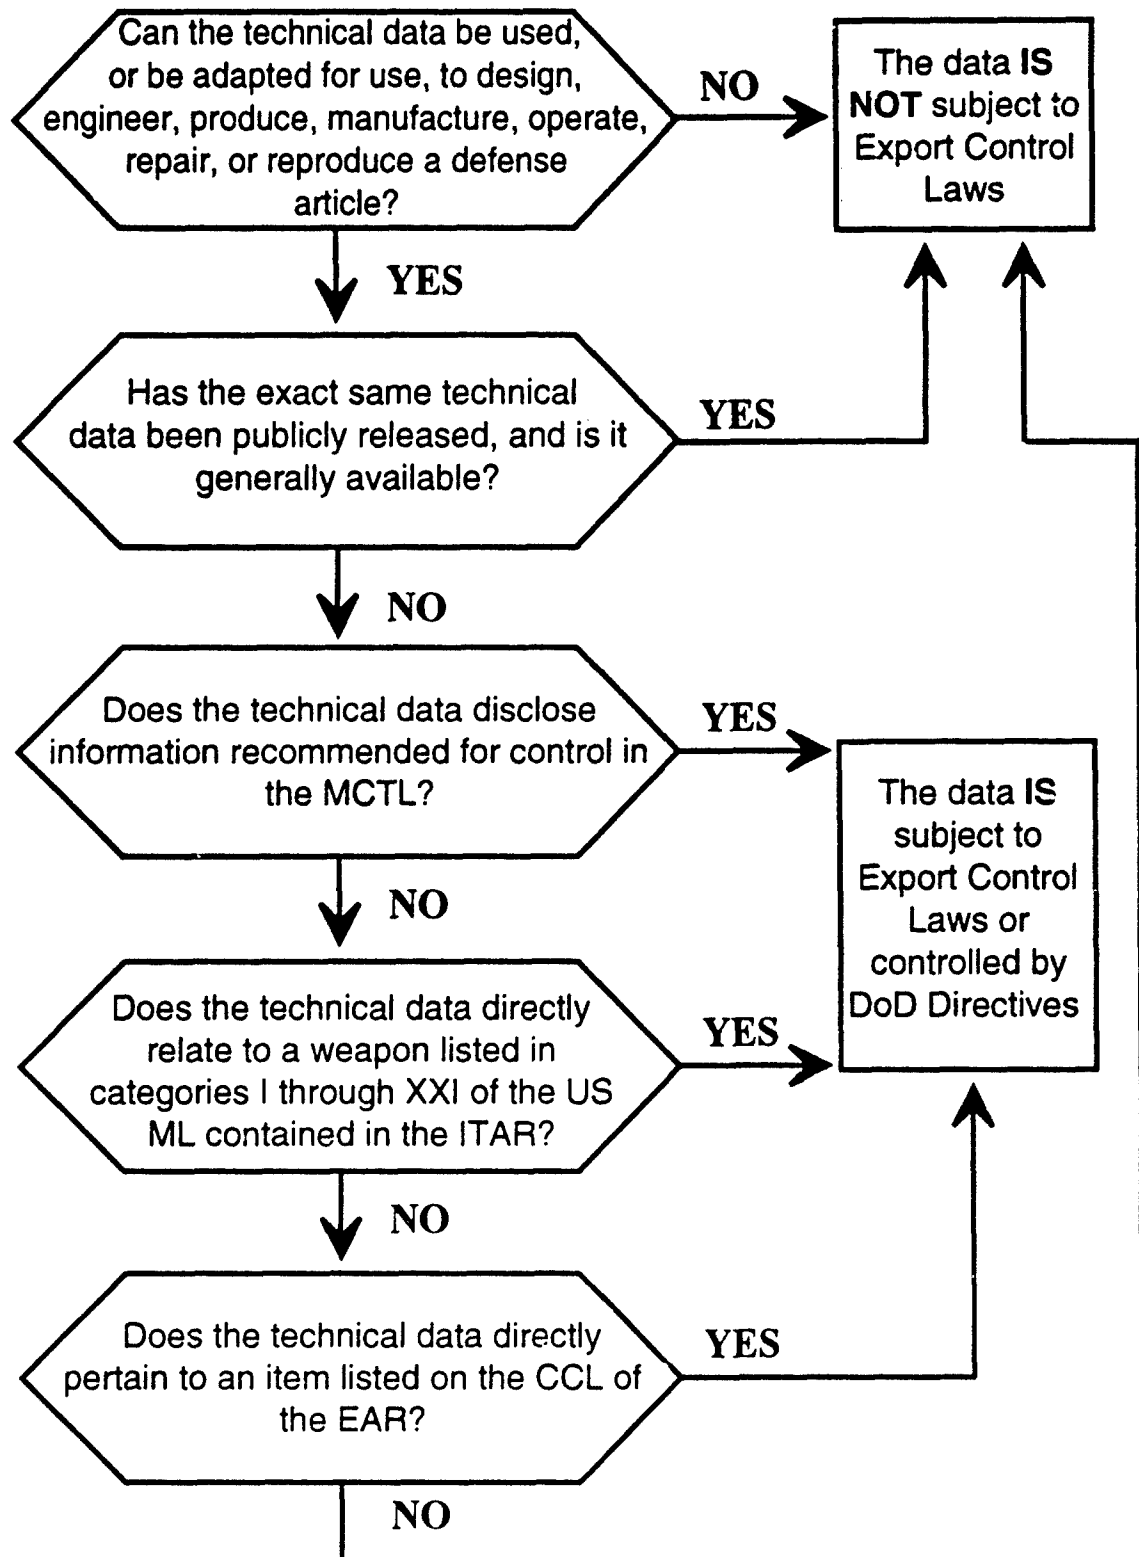 Can the technical data be used,
or be adapted for use, to design,
engineer, produce, manufacture, operate,
repair, or reproduce a defense
article?
NO
The data IS
NOT subject to
Export Control
Laws
YES
Has the exact same technical
data been publicly released, and is it
generally available?
YES
NO
Does the technical data disclose
information recommended for control in
the MCTL?
YES
The data IS
subject to
Export Control
Laws or
controlled by
DoD Directives
NO
Does the technical data directly
relate to a weapon listed in
categories I through XXI of the US
ML contained in the ITAR?
YES
NO
Does the technical data directly
pertain to an item listed on the CCL of
the EAR?
YES
NO